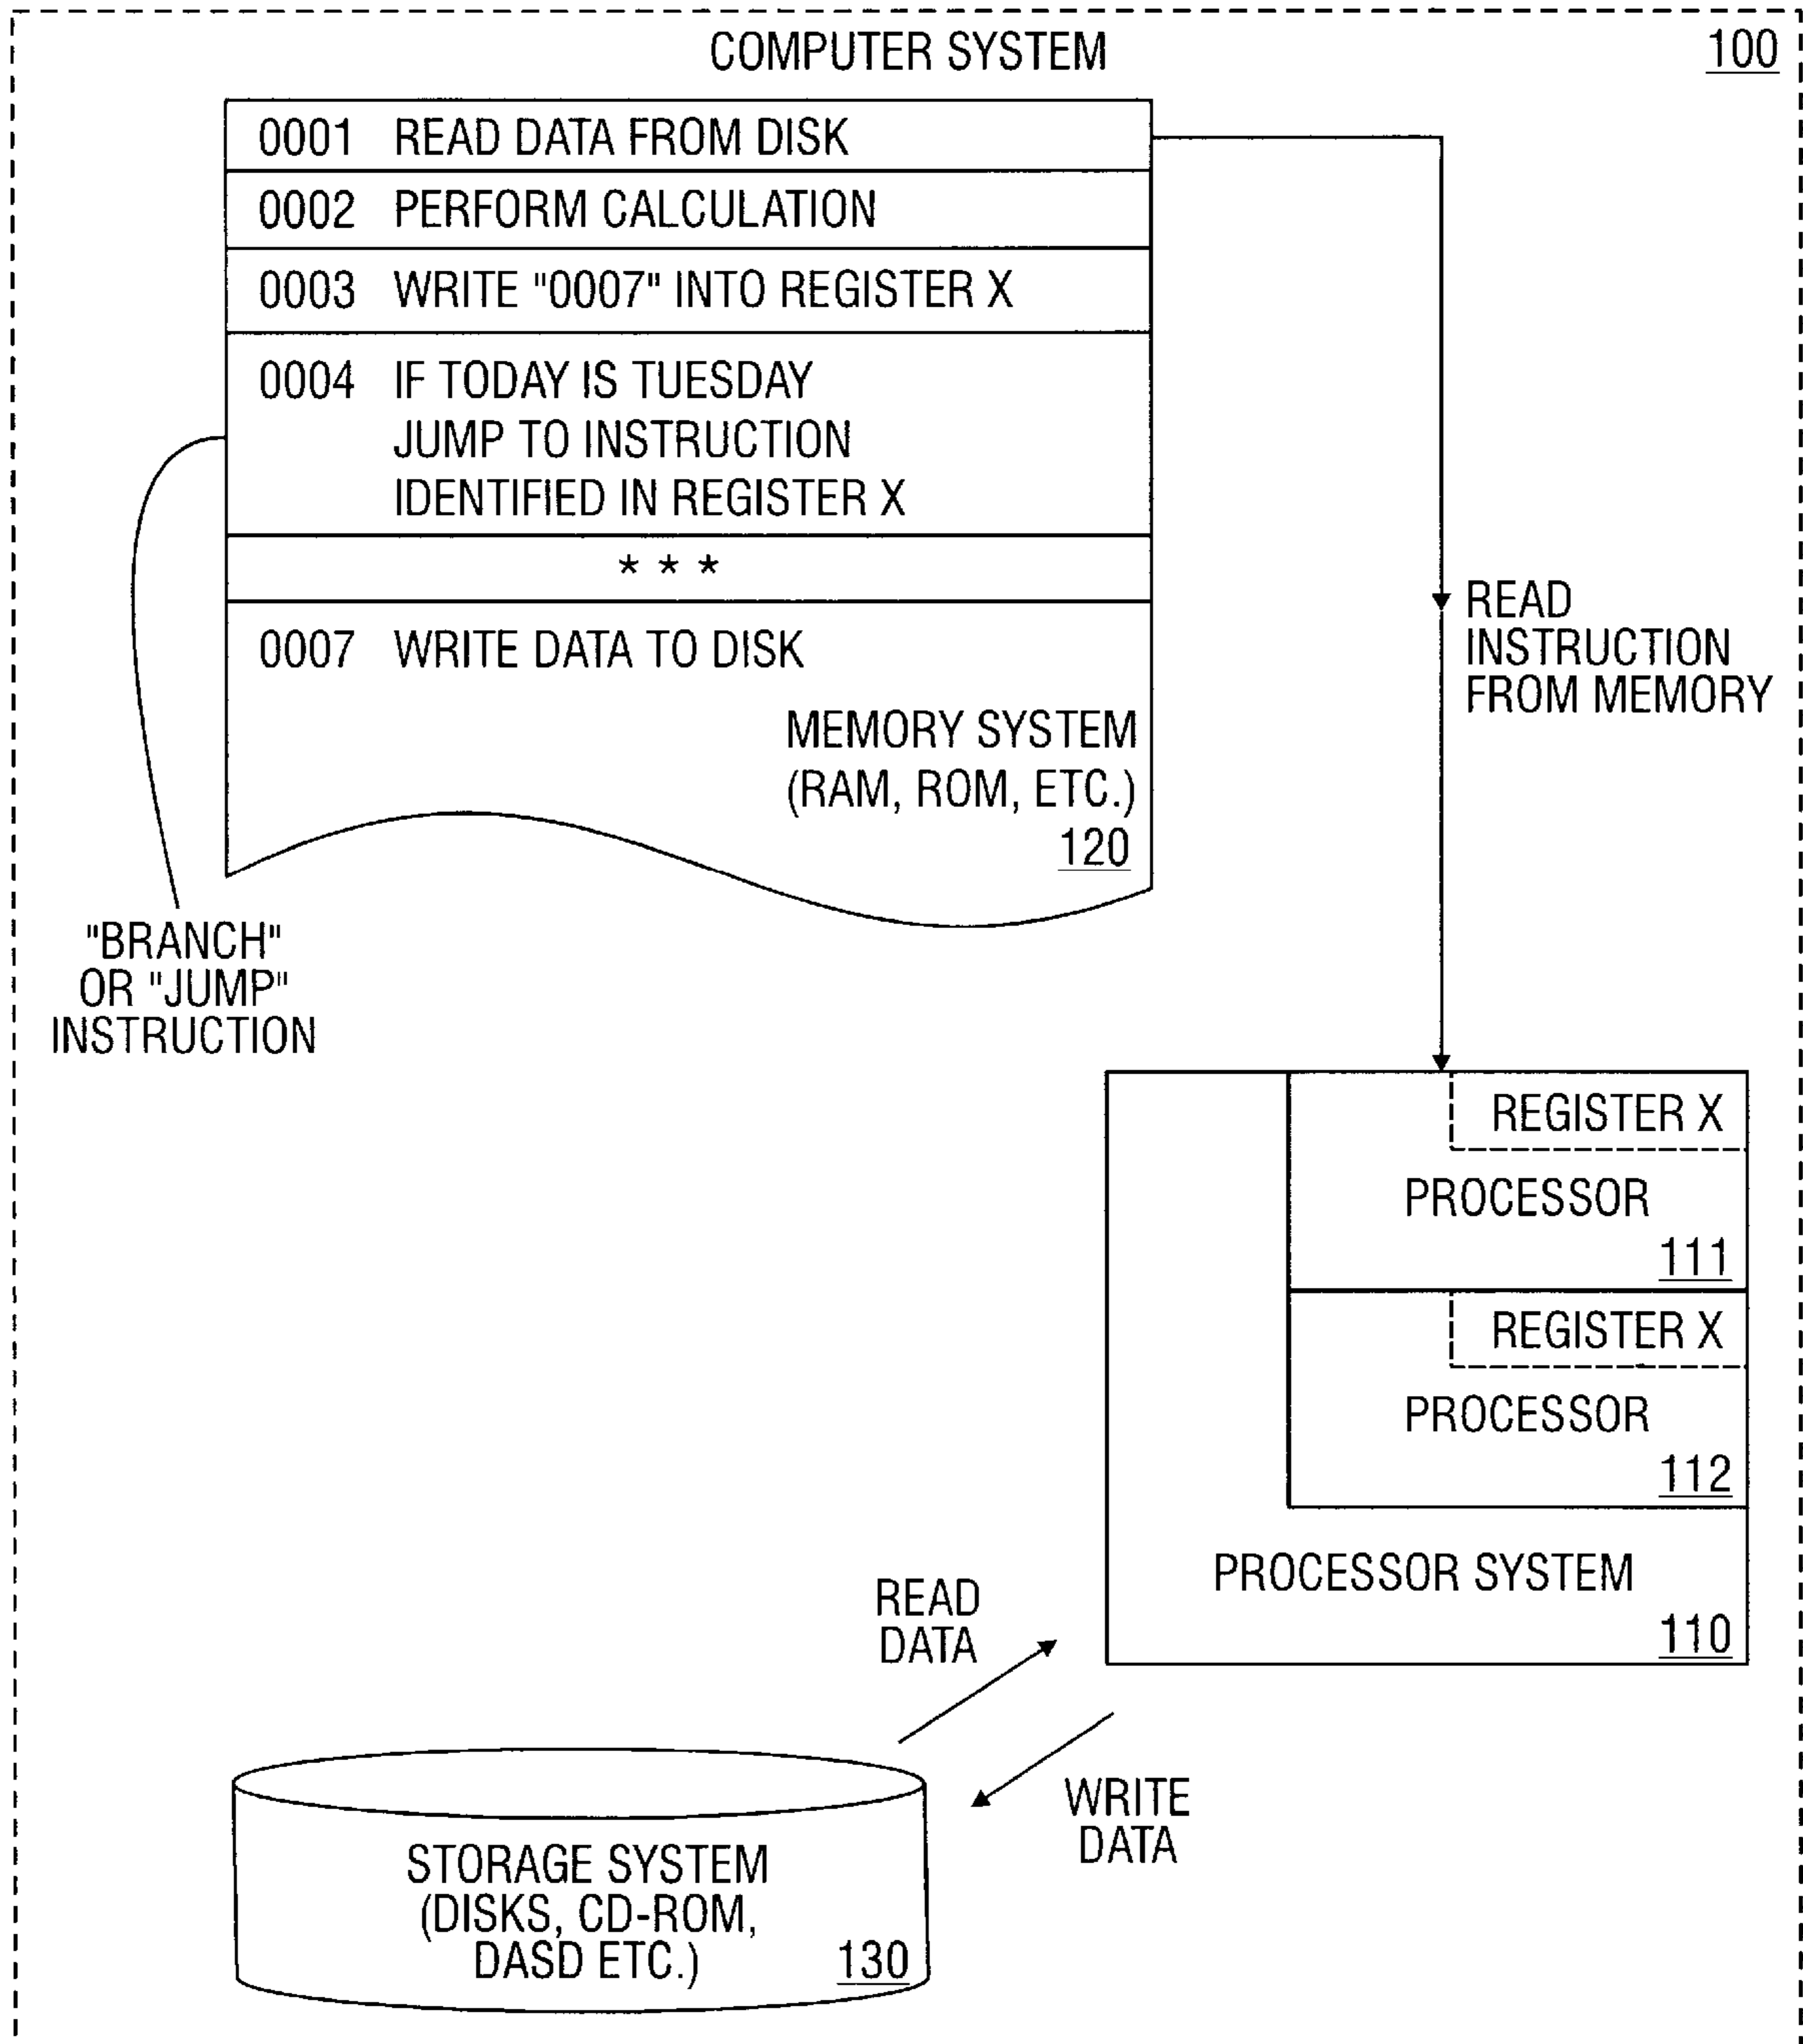 COMPUTER SYSTEM
100
0001 READ DATA FROM DISK
0002 PERFORM CALCULATION
0003 WRITE "0007" INTO REGISTER X
0004 IF TODAY IS TUESDAY
JUMP TO INSTRUCTION
IDENTIFIED IN REGISTER X
* * *
0007 WRITE DATA TO DISK
MEMORY SYSTEM
(RAM, ROM, ETC.)
120
READ
INSTRUCTION
FROM MEMORY
"BRANCH"
OR "JUMP"
INSTRUCTION
REGISTER X
PROCESSOR
111
REGISTER X
PROCESSOR
112
PROCESSOR SYSTEM
110
READ
DATA
WRITE
DATA
STORAGE SYSTEM
(DISKS, CD-ROM,
DASD ETC.)
130